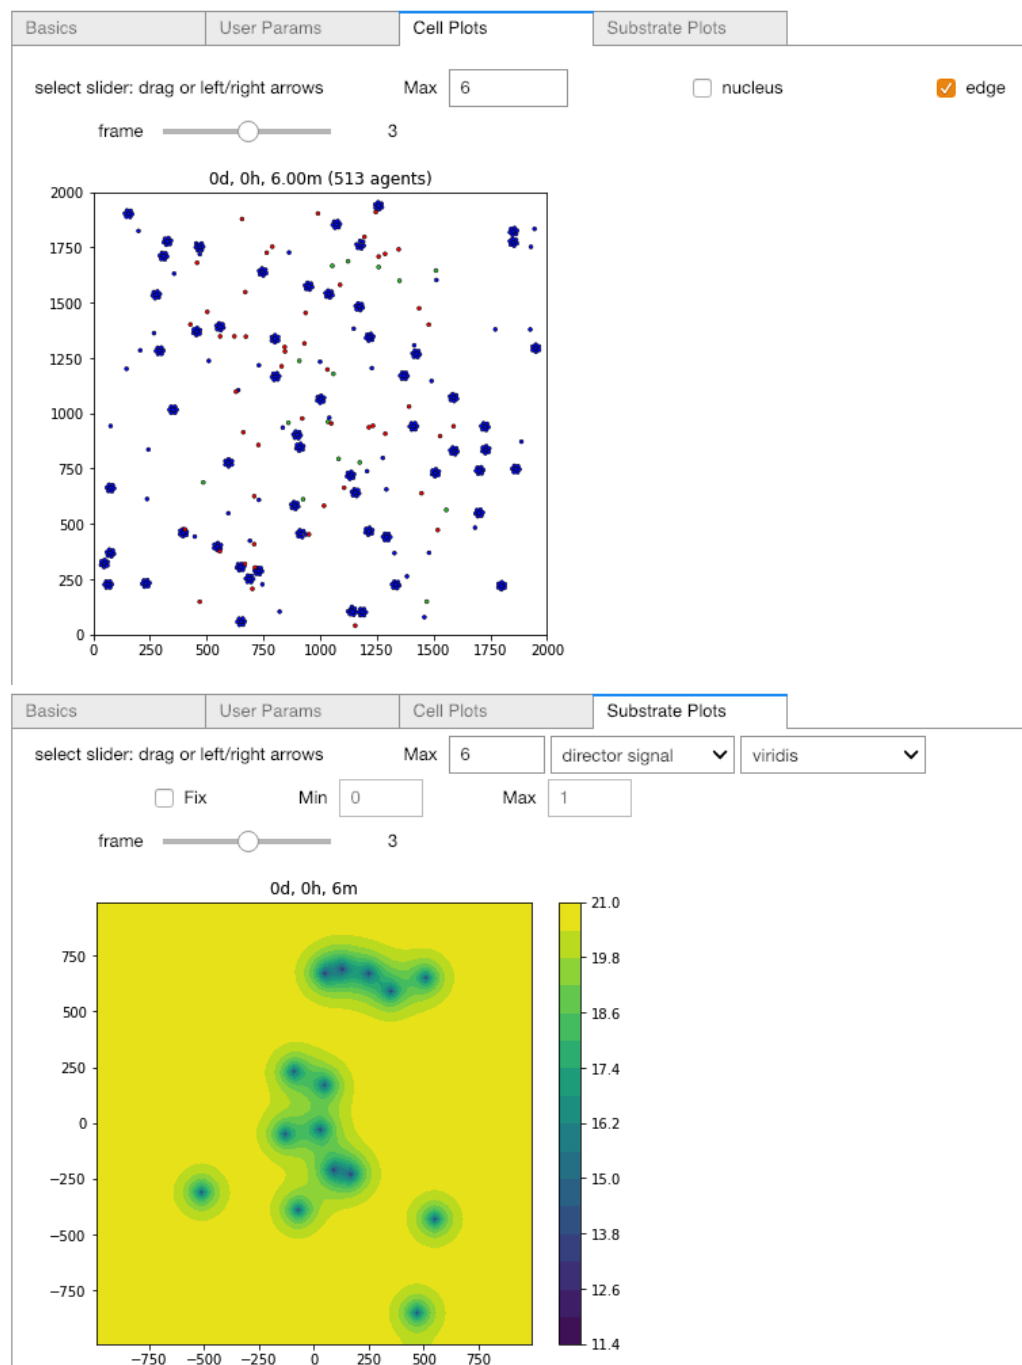 Basics User Params Cell Plots Substrate Plots
select slider: drag or left/right arrows Max 6 nucleus edge
frame 3
0d, 0h, 6.00m (513 agents)
2000
1750
1500
1250
1000
750
500
250
0
0 250 500 750 1000 1250 1500 1750 2000
Basics User Params Cell Plots Substrate Plots
select slider: drag or left/right arrows Max 6 director signal viridis
Fix Min 0 Max 1
frame 3
0d, 0h, 6m
750
500
250
0
−250
−500
−750
−750 −500 −250 0 250 500 750
21.0
19.8
18.6
17.4
16.2
15.0
13.8
12.6
11.4